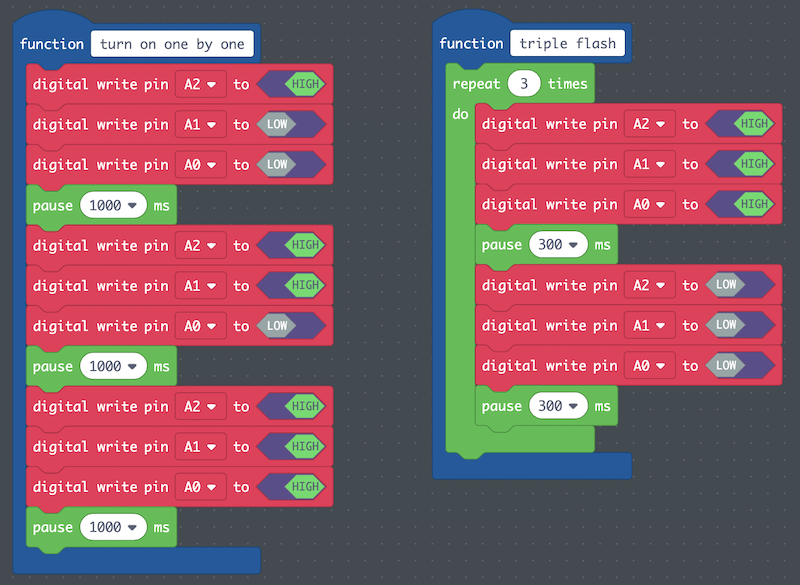 function turn on one by one
digital write pin A2 to HIGH
digital write pin A1 to LOW
digital write pin A0 to LOW
pause 1000 ms
digital write pin A2 to HIGH
digital write pin A1 to HIGH
digital write pin A0 to LOW
pause 1000 ms
digital write pin A2 to HIGH
digital write pin A1 to HIGH
digital write pin A0 to HIGH
pause 1000 ms
function triple flash
repeat 3 times
do
digital write pin A2 to HIGH
digital write pin A1 to HIGH
digital write pin A0 to HIGH
pause 300 ms
digital write pin A2 to LOW
digital write pin A1 to LOW
digital write pin A0 to LOW
pause 300 ms